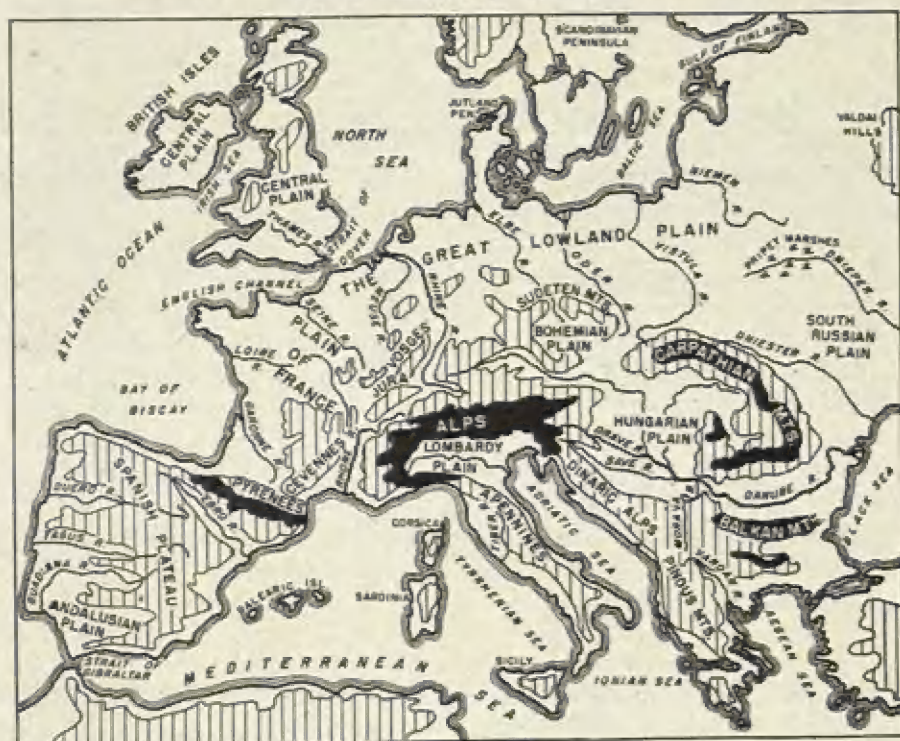 SCANDINAVIAN
PENINSULA
GULF OF FINLAND
BRITISH ISLES
CENTRAL
PLAIN
IRISH SEA
CENTRAL
PLAIN
THAMES R.
STRAIT OF
DOVER
NORTH
SEA
JUTLAND
PEN.
BALTIC SEA
VALDAI
HILLS
NIEMEN R.
ATLANTIC OCEAN
ENGLISH CHANNEL
THE GREAT LOWLAND PLAIN
ELBE R.
ODER R.
VISTULA R.
PRIPET MARSHES
DNIEPER R.
SOUTH
RUSSIAN
PLAIN
DNIESTER R.
SEINE R.
MEUSE R.
RHINE R.
SUDETEN MTS.
BOHEMIAN
PLAIN
PLAIN
OF
FRANCE
LOIRE R.
VOSGES
JURA
CARPATHIAN MTS.
BAY OF
BISCAY
GARONNE
CEVENNES
ALPS
LOMBARDY
PLAIN
HUNGARIAN
PLAIN
DRAVE R.
SAVE R.
DANUBE R.
BLACK SEA
SPANISH PLATEAU
DUERO R.
TAGUS R.
GUADIANA R.
EBRO R.
PYRENEES
ANDALUSIAN
PLAIN
STRAIT OF
GIBRALTAR
BALEARIC ISL.
CORSICA
SARDINIA
APENNINES
TIBER R.
ADRIATIC SEA
DINARIC ALPS
MORAVA
VARDAR R.
BALKAN MTS.
PINDUS MTS.
AEGEAN SEA
TYRRHENIAN SEA
SICILY
IONIAN SEA
MEDITERRANEAN SEA